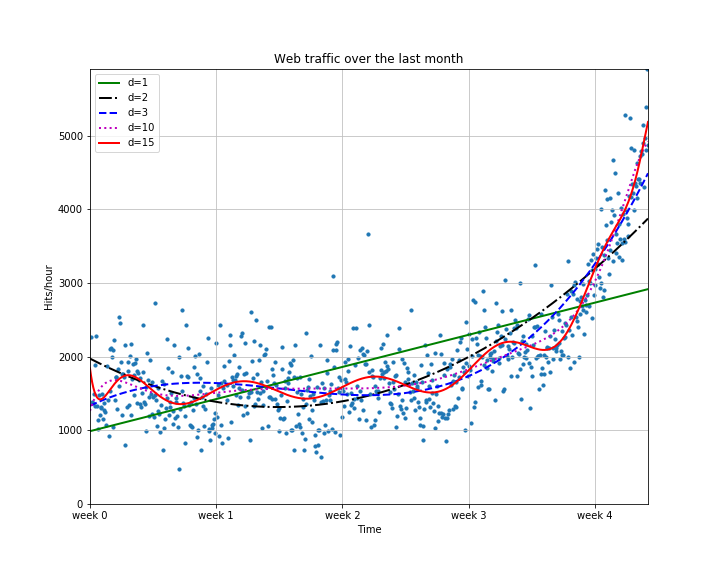 Web traffic over the last month
d=1
d=2
d=3
d=10
d=15
Hits/hour
5000
4000
3000
2000
1000
0
week 0 week 1 week 2 week 3 week 4
Time